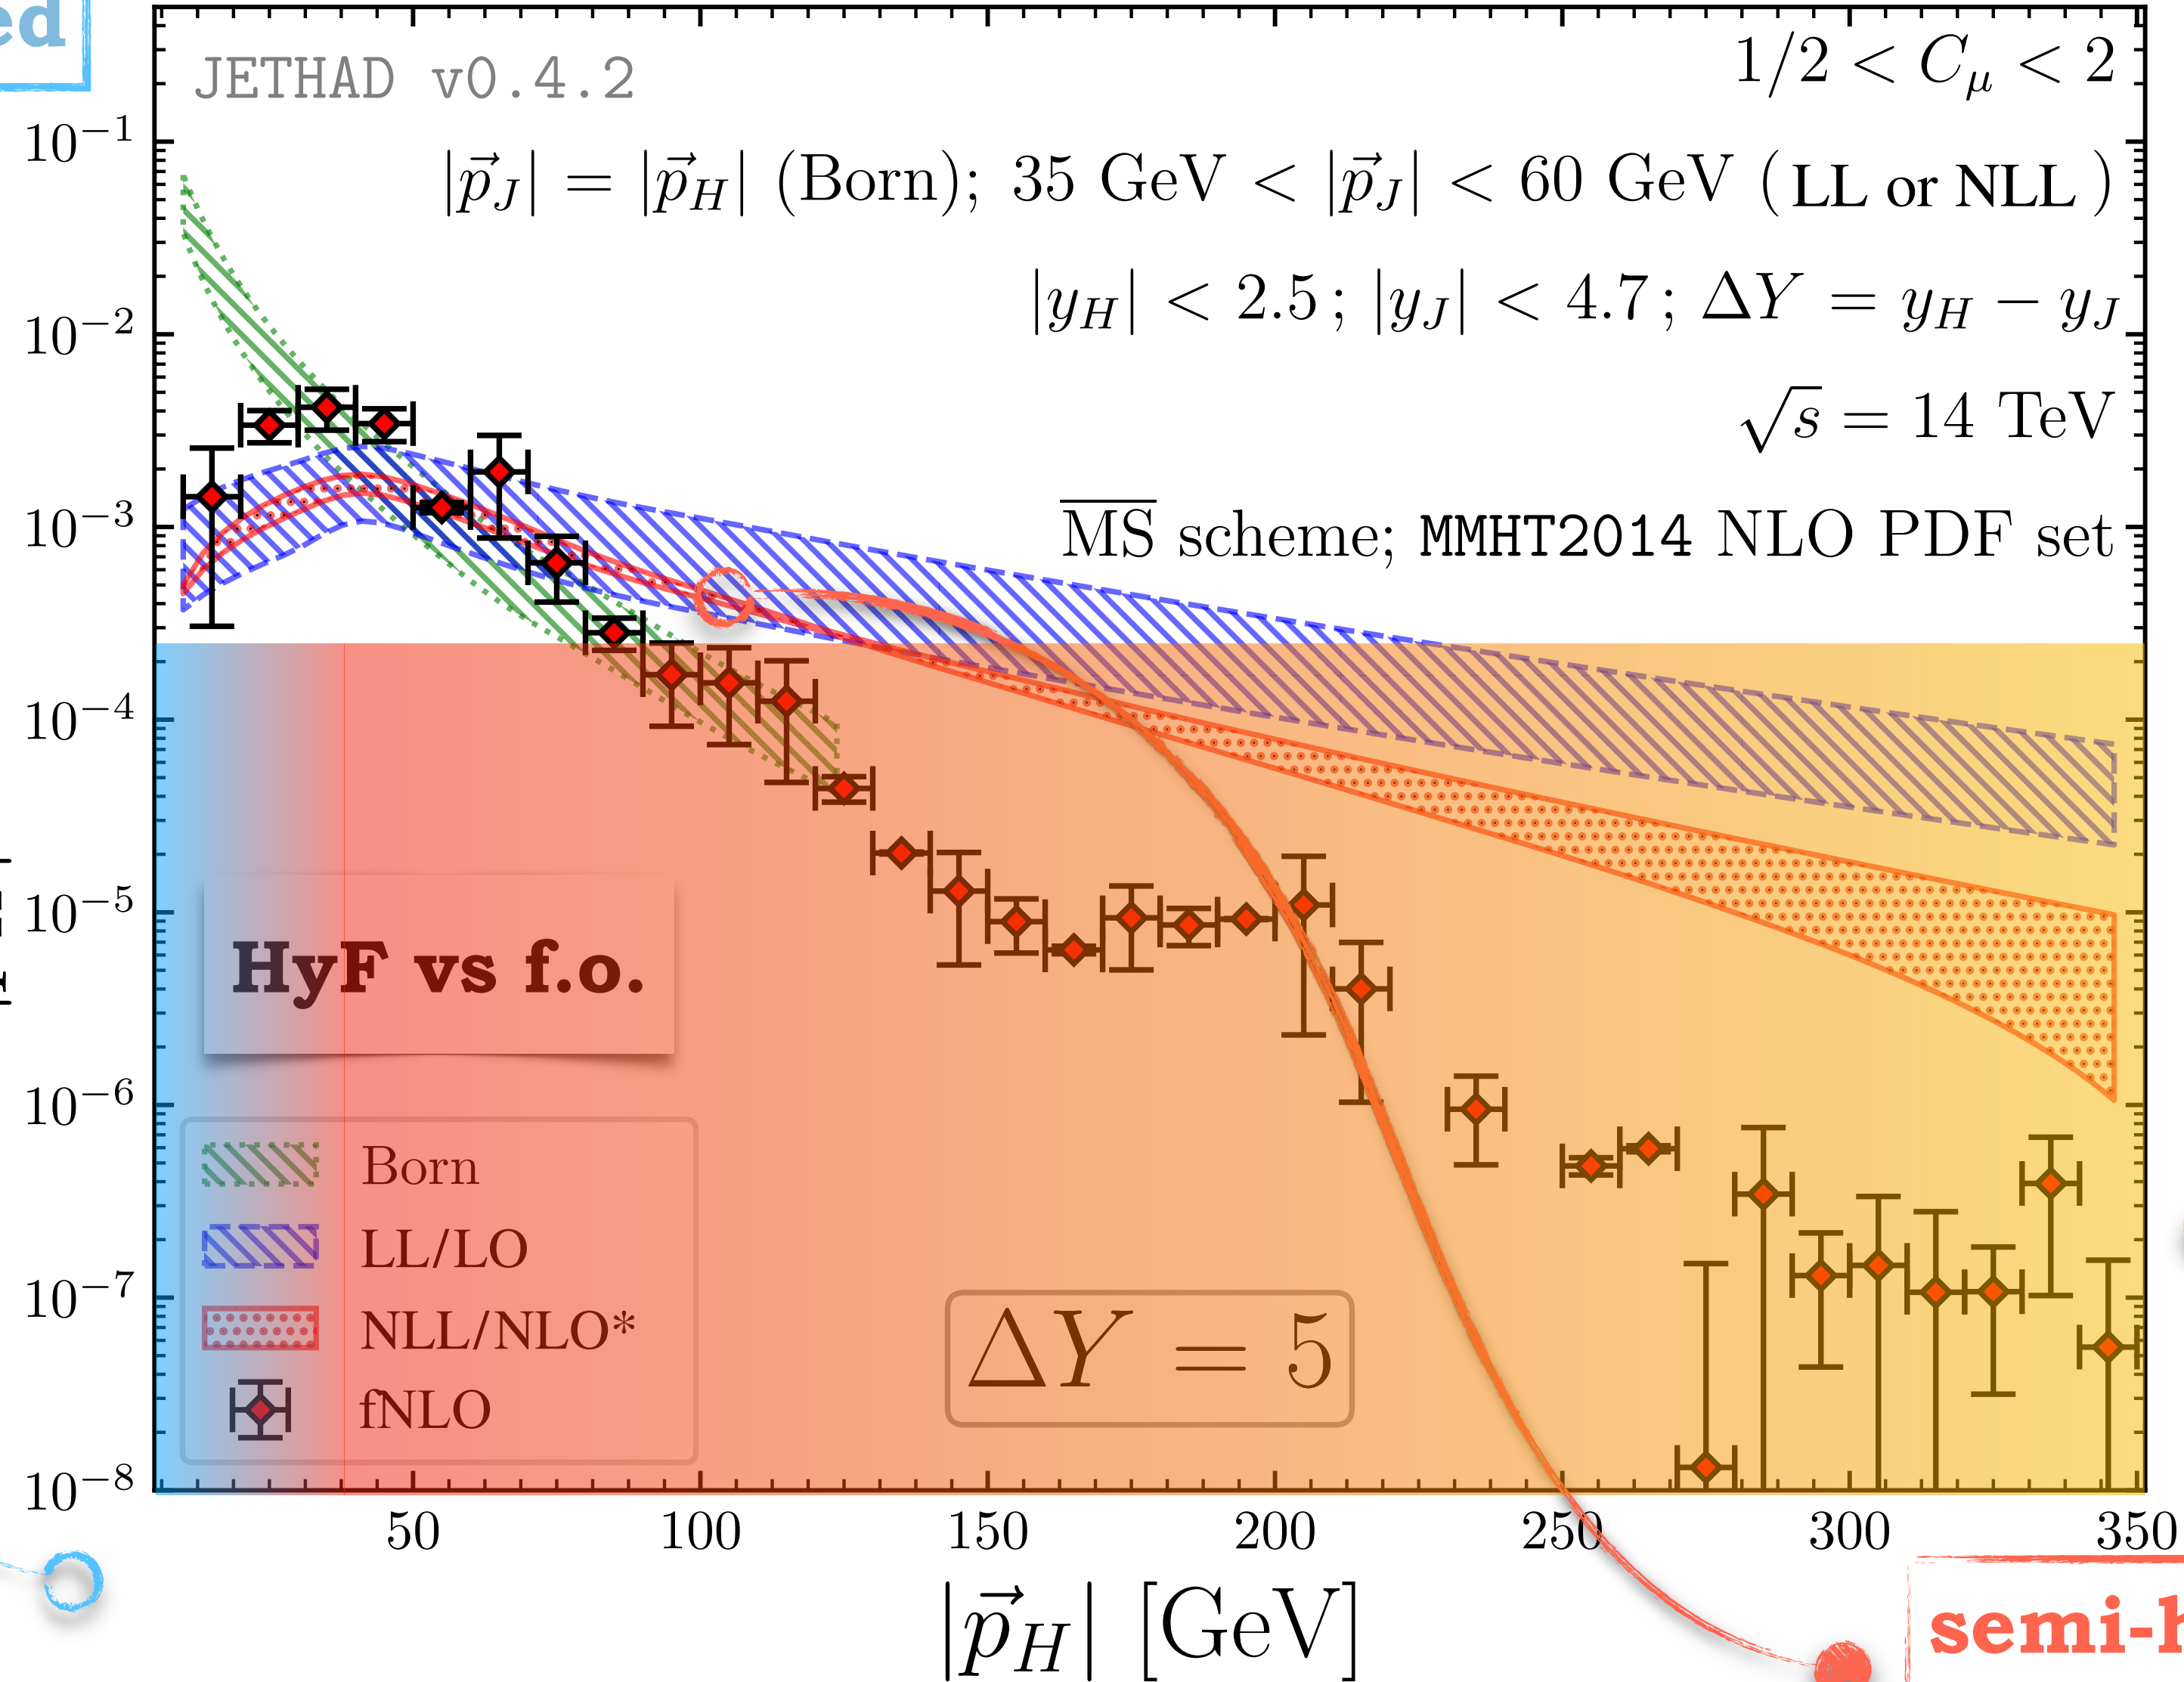 ed
JETHAD v0.4.2
1/2 < C_μ < 2
|p⃗_J| = |p⃗_H| (Born); 35 GeV < |p⃗_J| < 60 GeV (LL or NLL)
|y_H| < 2.5; |y_J| < 4.7; ΔY = y_H − y_J
√s = 14 TeV
M̅S̅ scheme; MMHT2014 NLO PDF set
10⁻¹
10⁻²
10⁻³
10⁻⁴
10⁻⁵
10⁻⁶
10⁻⁷
10⁻⁸
HyF vs f.o.
Born
LL/LO
NLL/NLO*
fNLO
ΔY = 5
50 100 150 200 250 300 350
|p⃗_H| [GeV]
semi-h